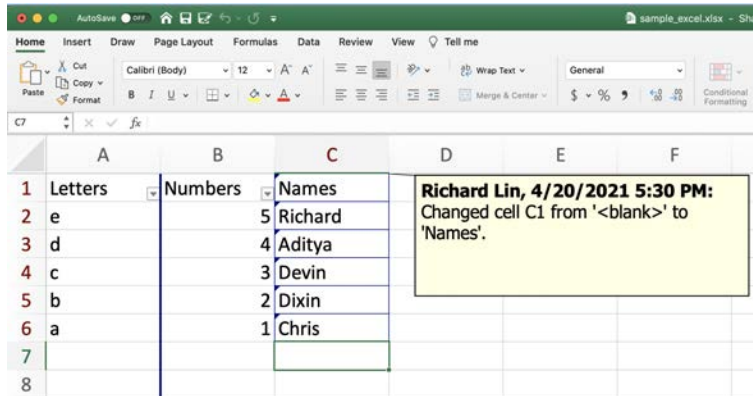 AutoSave OFF sample_excel.xlsx - Sha
Home Insert Draw Page Layout Formulas Data Review View Tell me
Paste Cut Copy Format Calibri (Body) 12 A^ A˅ Wrap Text General
B I U A Merge & Center $ % 9 Conditional Formatting
C7 fx
A B C D E F
1 Letters Numbers Names
2 e 5 Richard
3 d 4 Aditya
4 c 3 Devin
5 b 2 Dixin
6 a 1 Chris
7
8
Richard Lin, 4/20/2021 5:30 PM:
Changed cell C1 from '<blank>' to
'Names'.